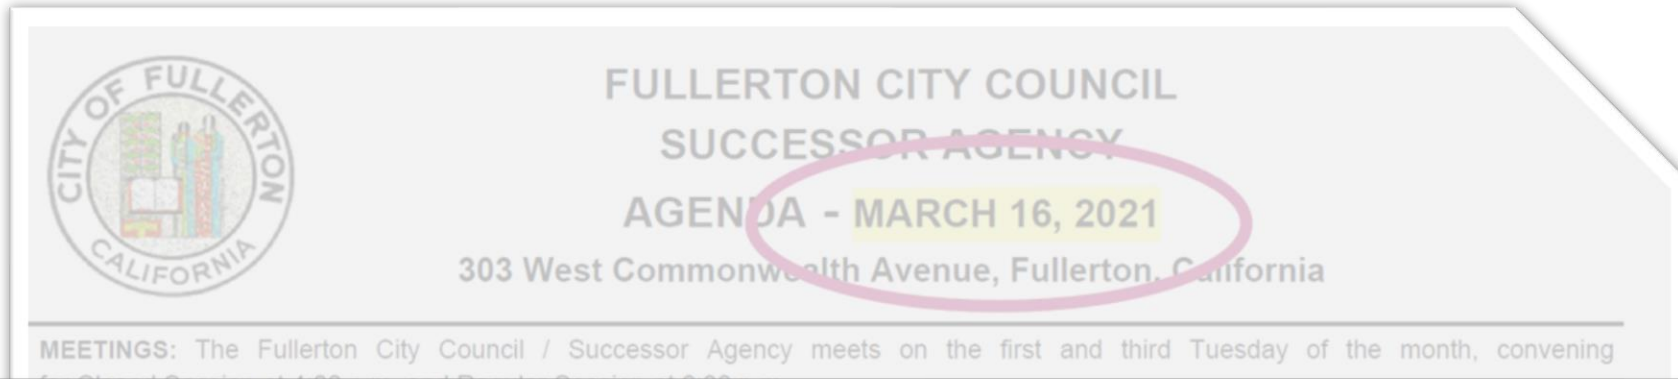 CITY OF FULLERTON
CALIFORNIA
FULLERTON CITY COUNCIL
SUCCESSOR AGENCY
AGENDA - MARCH 16, 2021
303 West Commonwealth Avenue, Fullerton, California
MEETINGS: The Fullerton City Council / Successor Agency meets on the first and third Tuesday of the month, convening